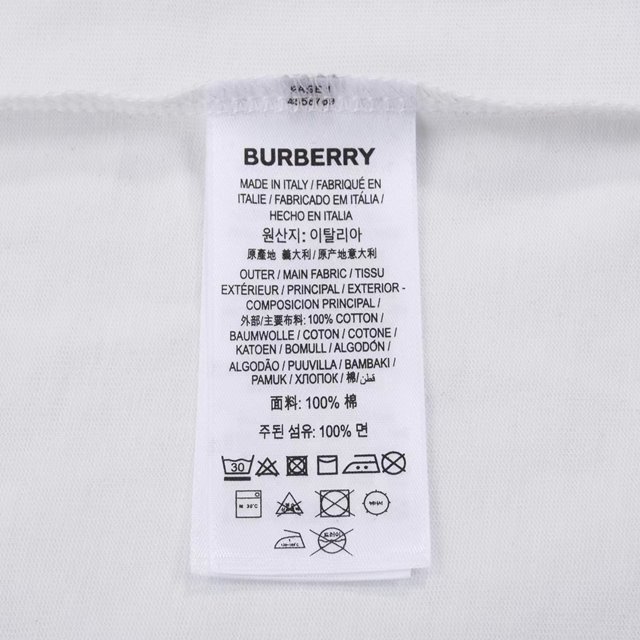 BURBERRY
MADE IN ITALY / FABRIQUÉ EN
ITALIE / FABRICADO EM ITÁLIA /
HECHO EN ITALIA
원산지: 이탈리아
原產地 義大利 / 原产地意大利
OUTER / MAIN FABRIC / TISSU
EXTÉRIEUR / PRINCIPAL / EXTERIOR -
COMPOSICION PRINCIPAL /
外部/主要布料: 100% COTTON /
BAUMWOLLE / COTON / COTONE /
KATOEN / BOMULL / ALGODÓN /
ALGODÃO / PUUVILLA / BAMBAKI /
PAMUK / ХЛОПОК / 棉/قطن
面料: 100% 棉
주된 섬유: 100% 면
30